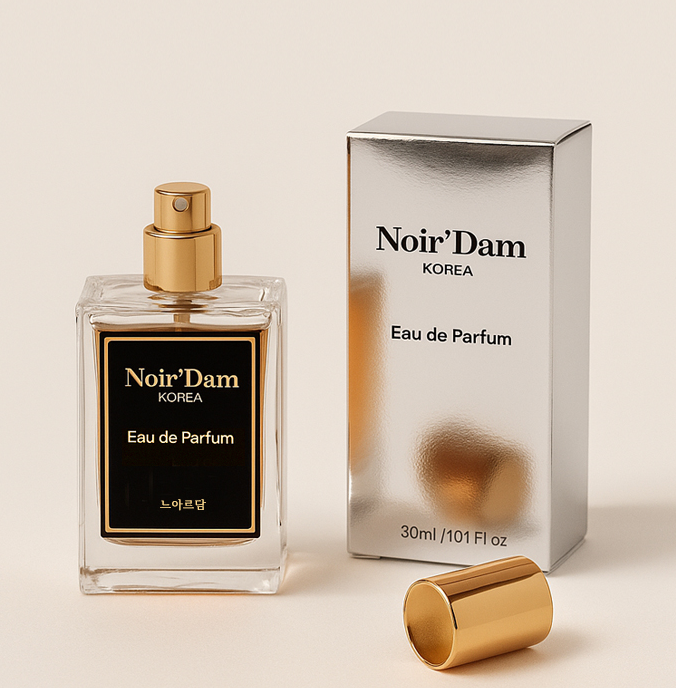 Noir’Dam
KOREA
Eau de Parfum
느아르담
Noir’Dam
KOREA
Eau de Parfum
30ml /101 Fl oz